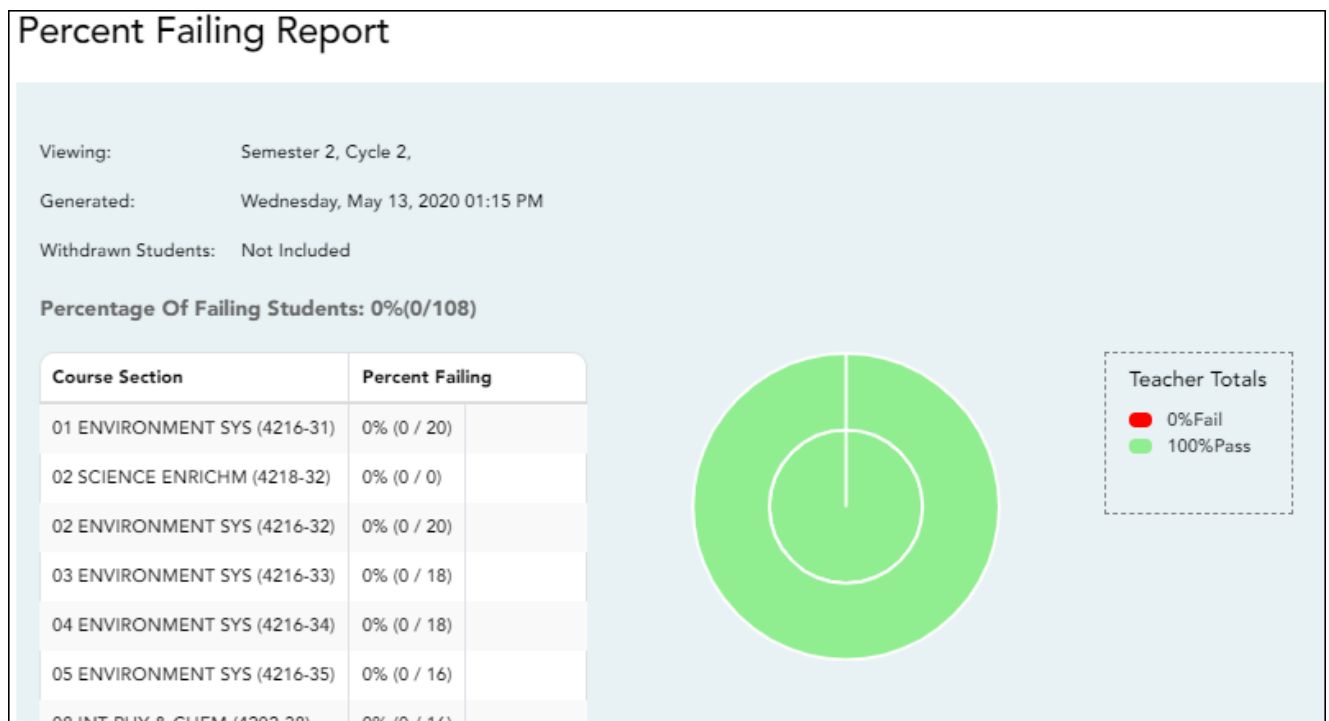 Percent Failing Report
Viewing: Semester 2, Cycle 2,
Generated: Wednesday, May 13, 2020 01:15 PM
Withdrawn Students: Not Included
Percentage Of Failing Students: 0%(0/108)
Course Section Percent Failing
01 ENVIRONMENT SYS (4216-31) 0% (0 / 20)
02 SCIENCE ENRICHM (4218-32) 0% (0 / 0)
02 ENVIRONMENT SYS (4216-32) 0% (0 / 20)
03 ENVIRONMENT SYS (4216-33) 0% (0 / 18)
04 ENVIRONMENT SYS (4216-34) 0% (0 / 18)
05 ENVIRONMENT SYS (4216-35) 0% (0 / 16)
Teacher Totals
0%Fail
100%Pass